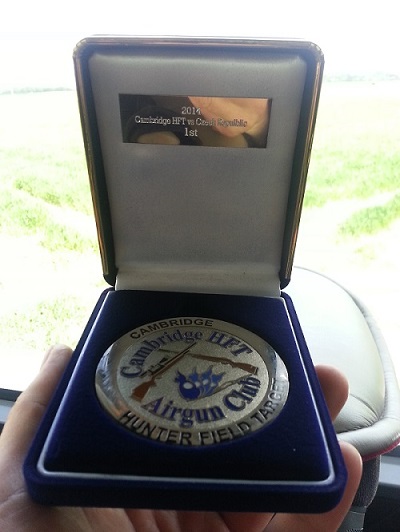 2014
Cambridge HFT vs Czech Republic
1st
CAMBRIDGE
Cambridge HFT
Airgun Club
HUNTER FIELD TARGET